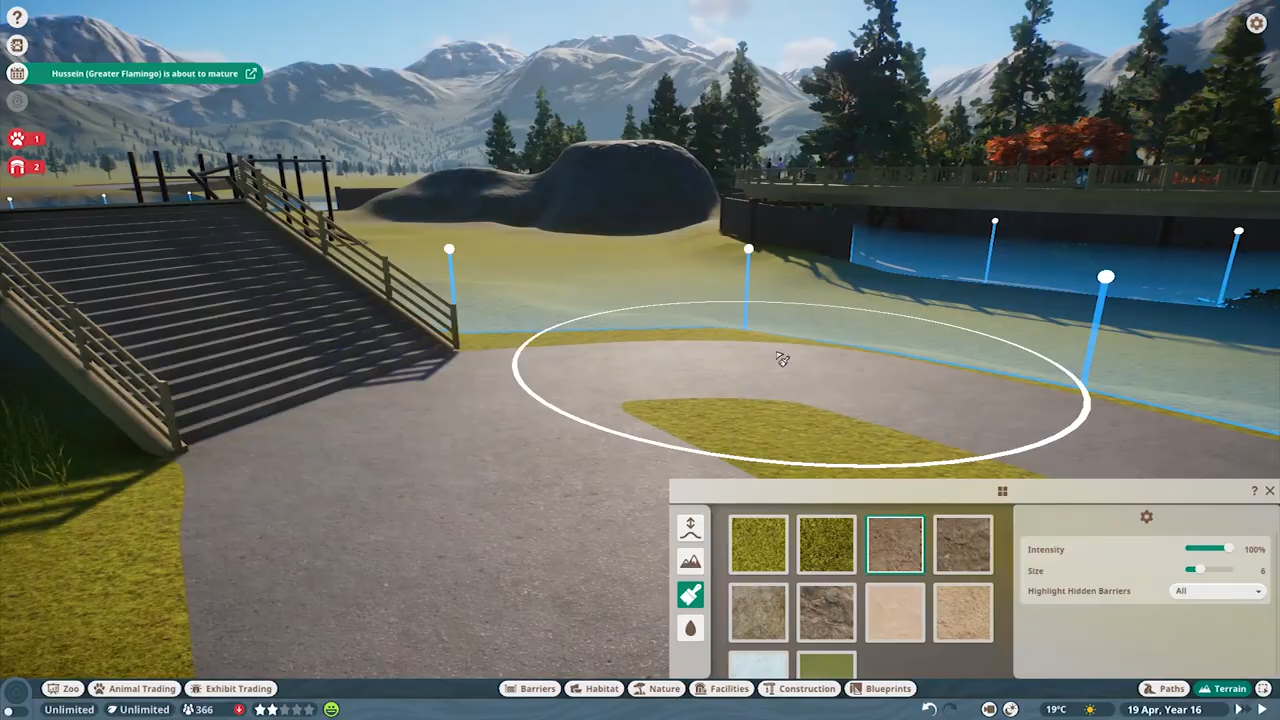 ?
Hussein (Greater Flamingo) is about to mature
1
2
? ×
Intensity 100%
Size 6
Highlight Hidden Barriers All
Zoo Animal Trading Exhibit Trading Barriers Habitat Nature Facilities Construction Blueprints Paths Terrain
Unlimited Unlimited 366 19°C 19 Apr, Year 16